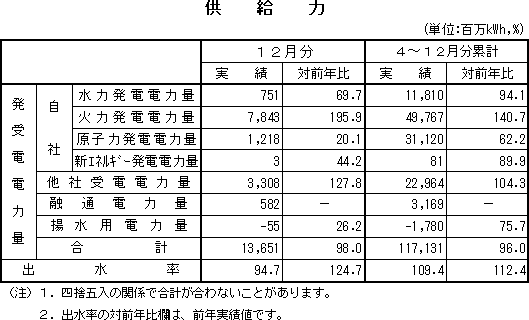 供 給 力
(単位:百万kWh,%)
１２月分 ４～１２月分累計
実 績 対前年比 実 績 対前年比
発受電電力量 自社 水力発電電力量 751 69.7 11,810 94.1
火力発電電力量 7,843 195.9 49,767 140.7
原子力発電電力量 1,218 20.1 31,120 62.2
新ｴﾈﾙｷﾞｰ発電電力量 3 44.2 81 89.9
他社受電電力量 3,308 127.8 22,964 104.3
融通電力量 582 － 3,169 －
揚水用電力量 -55 26.2 -1,780 75.7
合 計 13,651 98.0 117,131 96.0
出 水 率 94.7 124.7 109.4 112.4
(注) １．四捨五入の関係で合計が合わないことがあります。
２．出水率の対前年比欄は、前年実績値です。